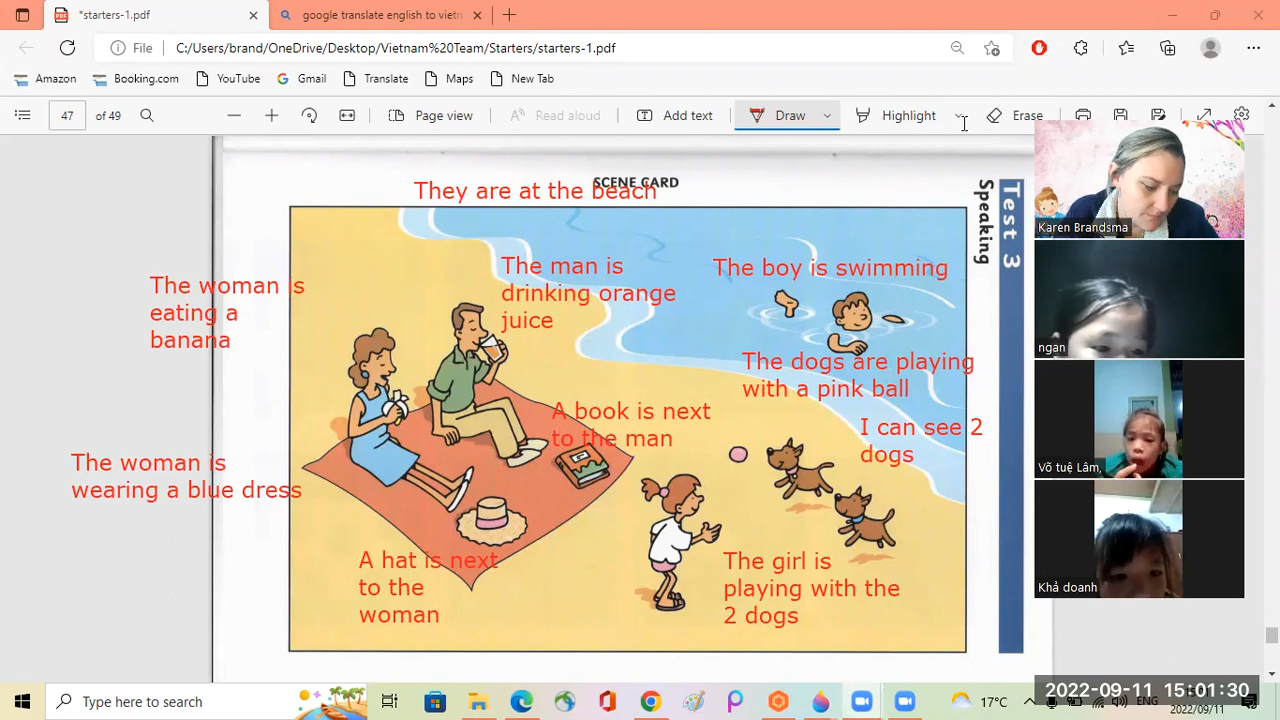 *starters-1.pdf
google translate english to vietn
File
C:/Users/brand/OneDrive/Desktop/Vietnam%20Team/Starters/starters-1.pdf
Amazon
Booking.com
YouTube
Gmail
Translate
Maps
New Tab
47 of 49
Page view
Read aloud
Add text
Draw
Highlight
Erase
SCENE CARD
They are at the beach
Test 3
Speaking
The woman is
eating a
banana
The man is
drinking orange
juice
The boy is swimming
The dogs are playing
with a pink ball
A book is next
to the man
I can see 2
dogs
The woman is
wearing a blue dress
A hat is next
to the
woman
The girl is
playing with the
2 dogs
Karen Brandsma
ngan
Võ tuệ Lâm,
Khả doanh
Type here to search
17°C
ENG
2022-09-11 15:01:30
2022/09/11